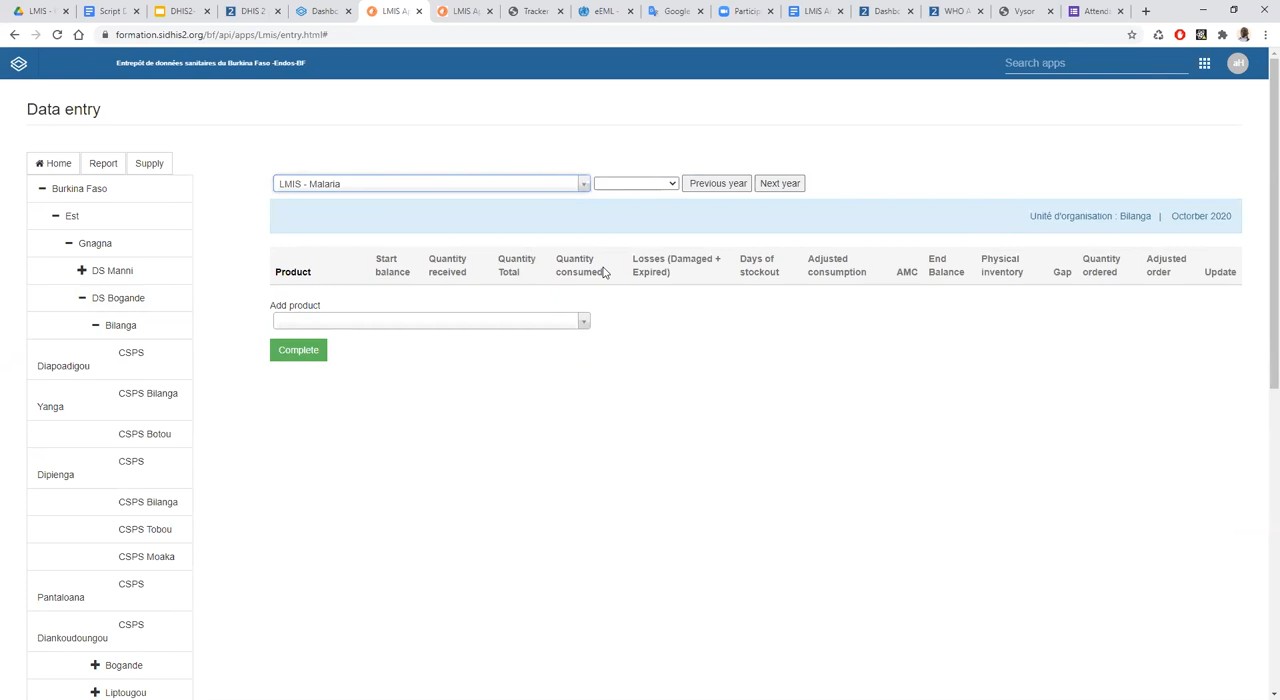 LMIS - S
Script D
DHIS2-
DHIS 2
Dashbo
LMIS Ap
LMIS Ap
Tracker
eEML -
Google
Particip
LMIS A
Dashbo
WHO A
Vysor
Attend
formation.sidhis2.org/bf/api/apps/Lmis/entry.html#
Entrepôt de données sanitaires du Burkina Faso -Endos-BF
Search apps
aH
Data entry
Home
Report
Supply
Burkina Faso
Est
Gnagna
DS Manni
DS Bogande
Bilanga
CSPS
Diapoadigou
CSPS Bilanga
Yanga
CSPS Botou
CSPS
Dipienga
CSPS Bilanga
CSPS Tobou
CSPS Moaka
CSPS
Pantaloana
CSPS
Diankoudoungou
Bogande
Liptougou
LMIS - Malaria
Previous year
Next year
Unité d'organisation : Bilanga | Octorber 2020
Product
Start
balance
Quantity
received
Quantity
Total
Quantity
consumed
Losses (Damaged +
Expired)
Days of
stockout
Adjusted
consumption
AMC
End
Balance
Physical
inventory
Gap
Quantity
ordered
Adjusted
order
Update
Add product
Complete